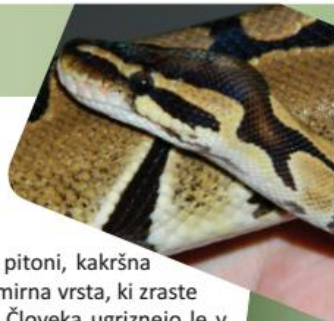 pitoni, kakršna
mirna vrsta, ki zraste
Človeka ugriznejo le v